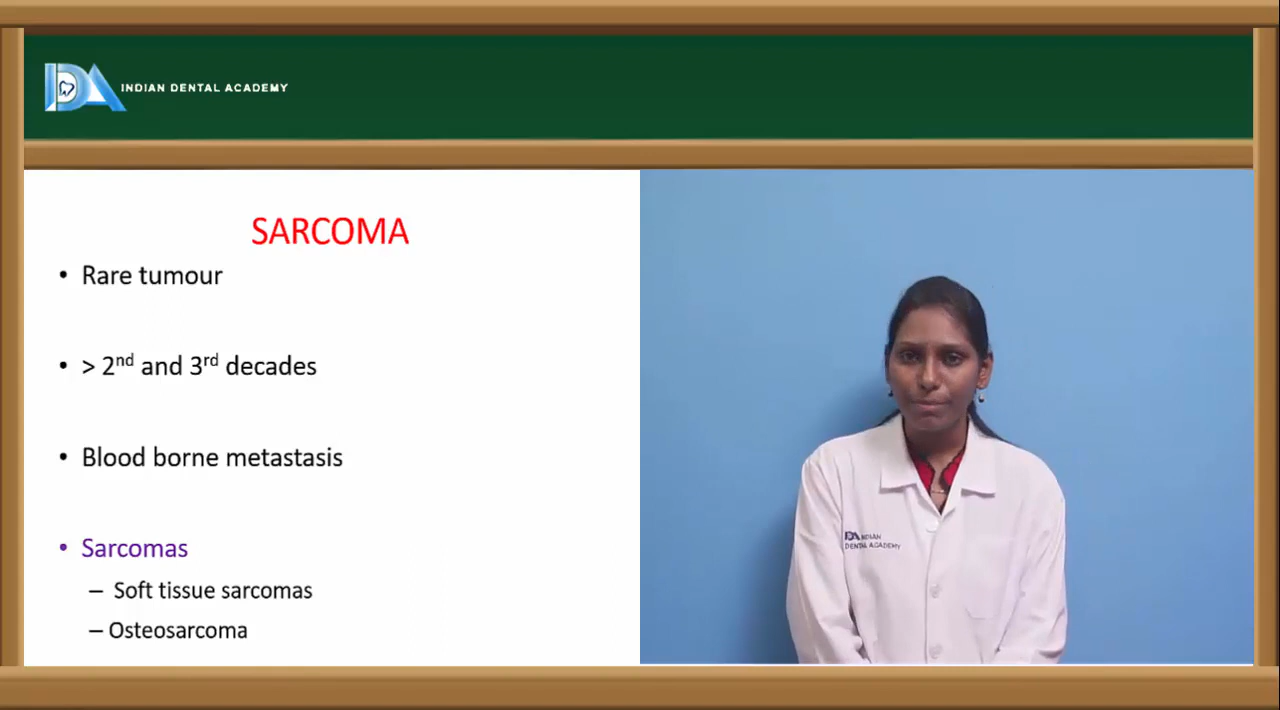 INDIAN DENTAL ACADEMY
SARCOMA
• Rare tumour
• > 2nd and 3rd decades
• Blood borne metastasis
• Sarcomas
– Soft tissue sarcomas
– Osteosarcoma
IDA INDIAN
DENTAL ACADEMY